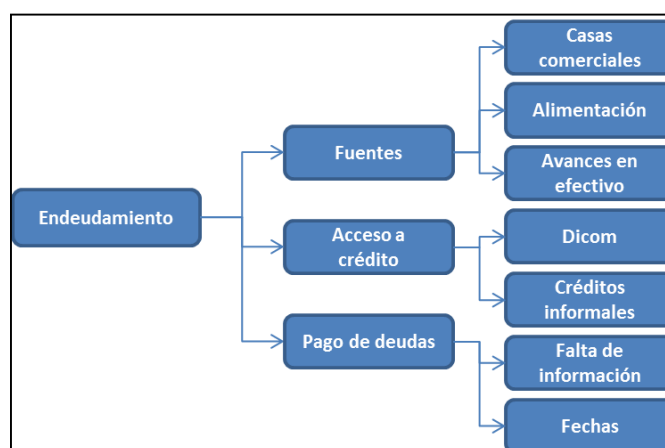 Endeudamiento
Fuentes
Casas
comerciales
Alimentación
Avances en
efectivo
Acceso a
crédito
Dicom
Créditos
informales
Pago de deudas
Falta de
información
Fechas